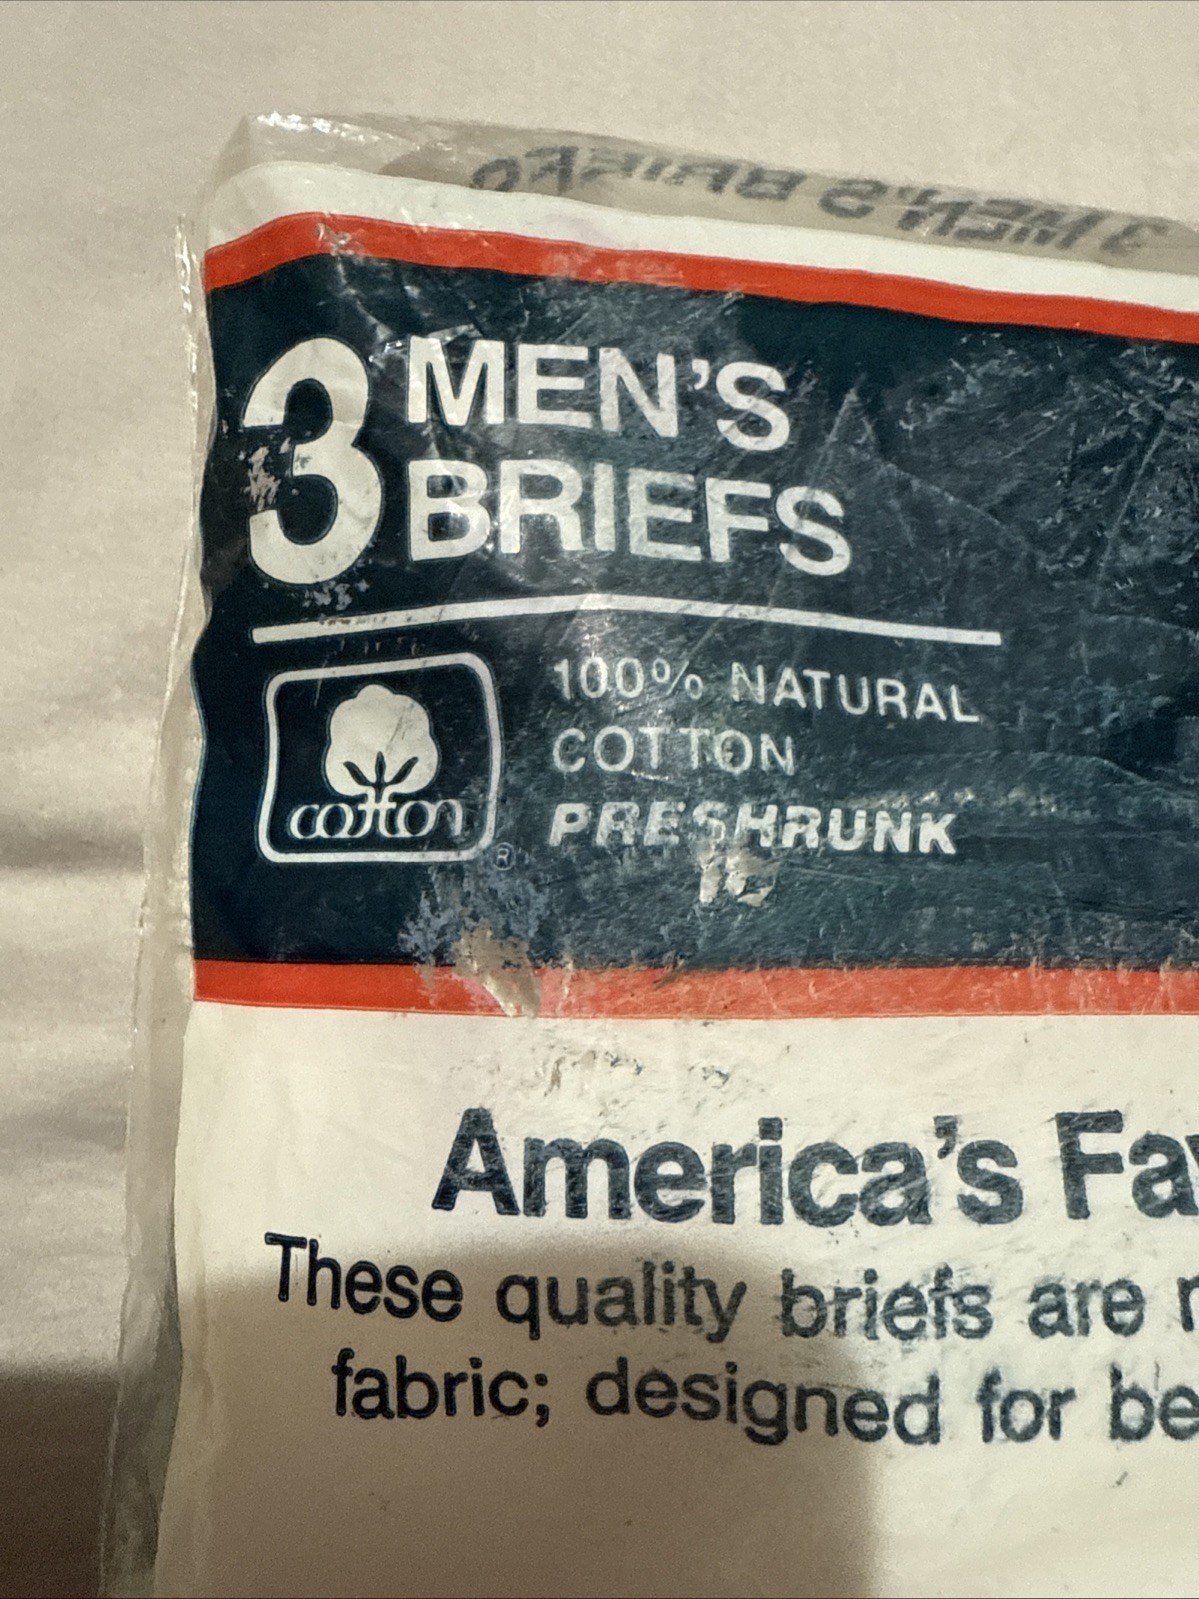 3 MEN'S BRIEFS
3 MEN'S
BRIEFS
100% NATURAL
COTTON
PRESHRUNK
cotton
®
America's Fa
These quality briefs are
fabric; designed for be